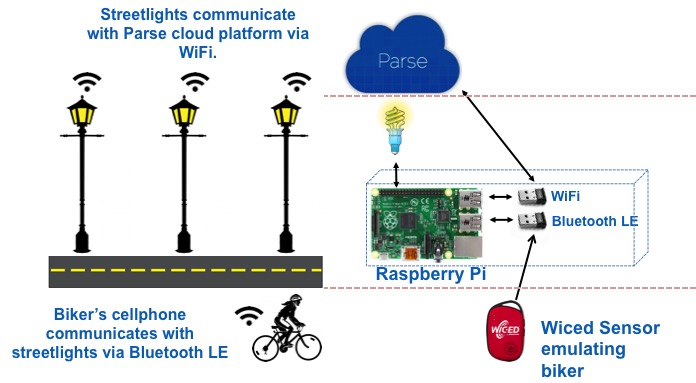 Streetlights communicate
with Parse cloud platform via
WiFi.
Parse
WiFi
Bluetooth LE
Raspberry Pi
Biker's cellphone
communicates with
streetlights via Bluetooth LE
WICED
Wiced Sensor
emulating
biker